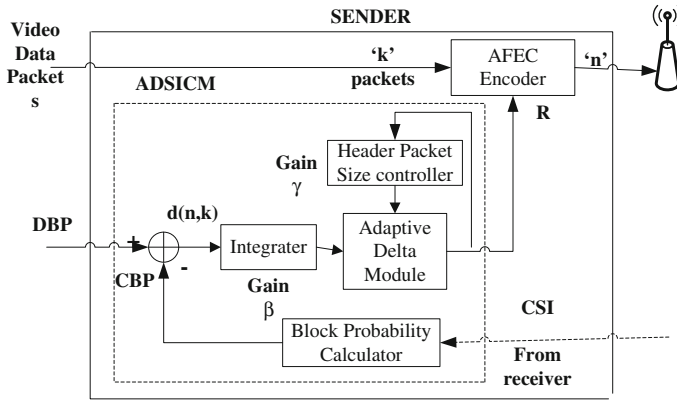 SENDER
Video
Data
Packet
s
‘k’
packets
AFEC
Encoder
‘n’
ADSICM
R
Header Packet
Size controller
Gain
γ
DBP
d(n,k)
+
-
CBP
Integrater
Gain
β
Adaptive
Delta
Module
Block Probability
Calculator
CSI
From
receiver